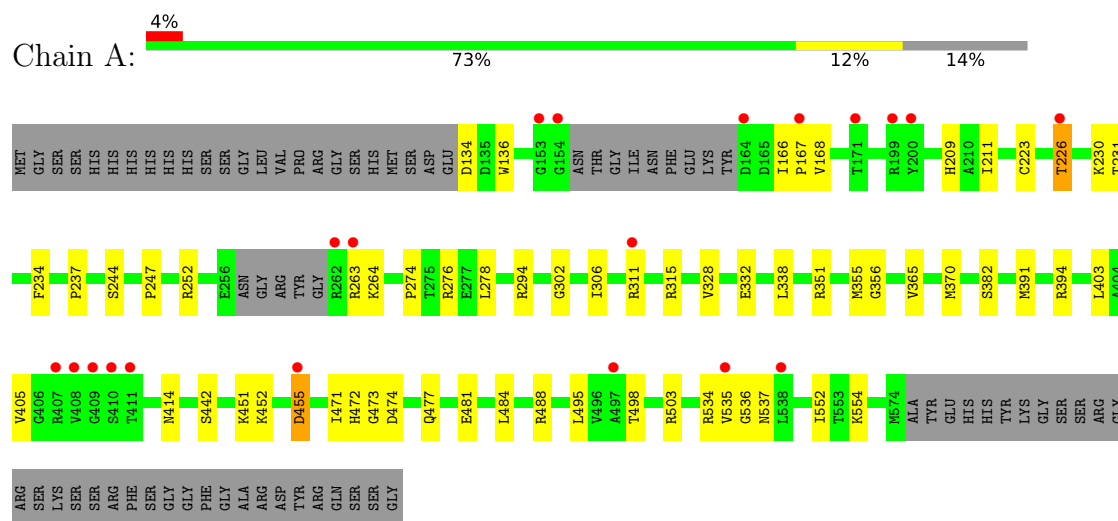 4%
Chain A:
73% 12% 14%
MET GLY SER SER HIS HIS HIS HIS HIS HIS SER SER GLY LEU VAL PRO ARG GLY SER HIS MET SER ASP GLU D134 D135 W136 G153 G154 ASN THR GLY ILE ASN PHE GLU LYS TYR D164 D165 I166 P167 V168 T171 R199 Y200 H209 A210 I211 C223 T226 K230 T231
F234 P237 S244 P247 R252 E256 ASN GLY ARG TYR GLY R262 R263 K264 P274 T275 R276 E277 L278 R294 G302 I306 R311 R315 V328 E332 L338 R351 M355 G356 V365 M370 S382 M391 R394 L403 A404
V405 G406 R407 V408 G409 S410 T411 N414 S442 K451 K452 D455 I471 H472 G473 D474 Q477 E481 L484 R488 L495 V496 A497 T498 R503 R534 V535 G536 N537 L538 I552 T553 K554 M574 ALA TYR GLU HIS HIS TYR LYS GLY SER SER ARG GLY
ARG SER LYS SER SER ARG PHE SER GLY GLY PHE GLY ALA ARG ASP TYR ARG GLN SER SER GLY